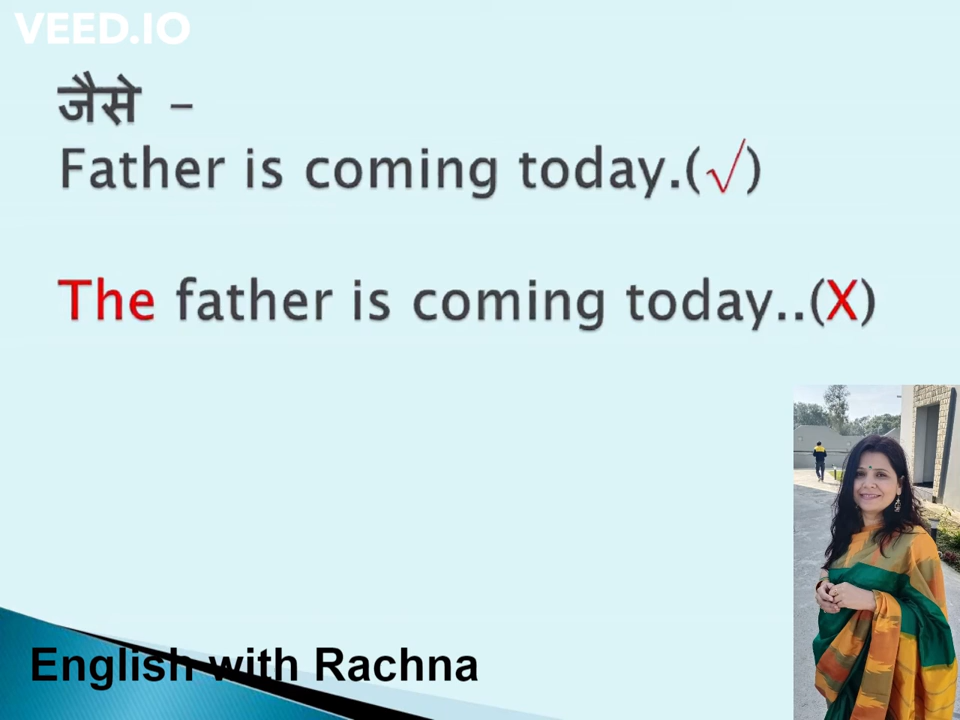 VEED.IO
जैसे -
Father is coming today.(√)
The father is coming today..(X)
English with Rachna